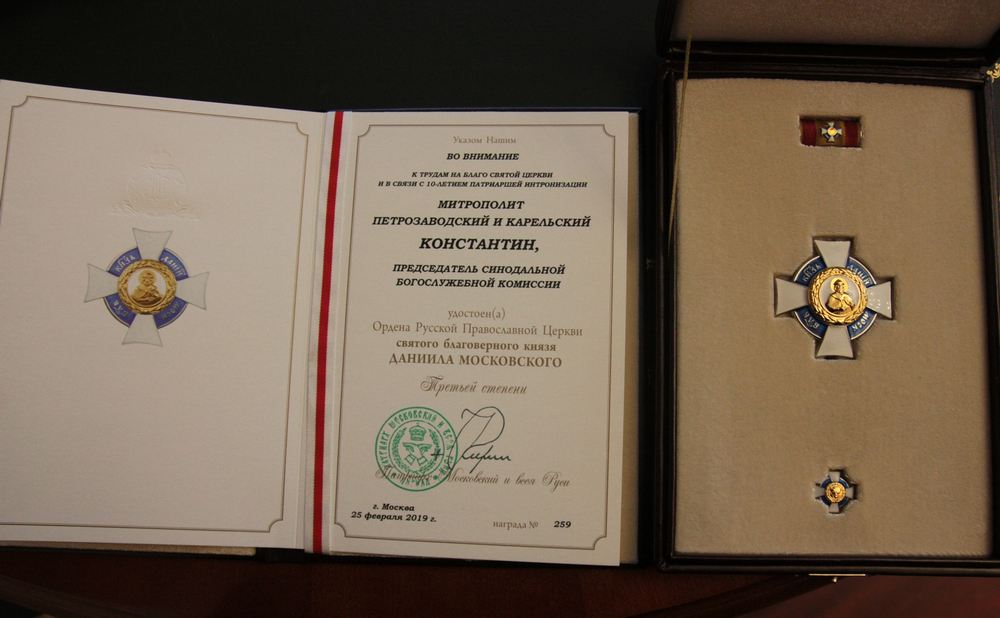 Указом Нашим
ВО ВНИМАНИЕ
К ТРУДАМ НА БЛАГО СВЯТОЙ ЦЕРКВИ
И В СВЯЗИ С 10-ЛЕТИЕМ ПАТРИАРШЕЙ ИНТРОНИЗАЦИИ
МИТРОПОЛИТ
ПЕТРОЗАВОДСКИЙ И КАРЕЛЬСКИЙ
КОНСТАНТИН,
ПРЕДСЕДАТЕЛЬ СИНОДАЛЬНОЙ
БОГОСЛУЖЕБНОЙ КОМИССИИ
удостоен(а)
Ордена Русской Православной Церкви
святого благоверного князя
ДАНИИЛА МОСКОВСКОГО
Третьей степени
Московский и всея Руси
г. Москва
25 февраля 2019 г.
награда № 259